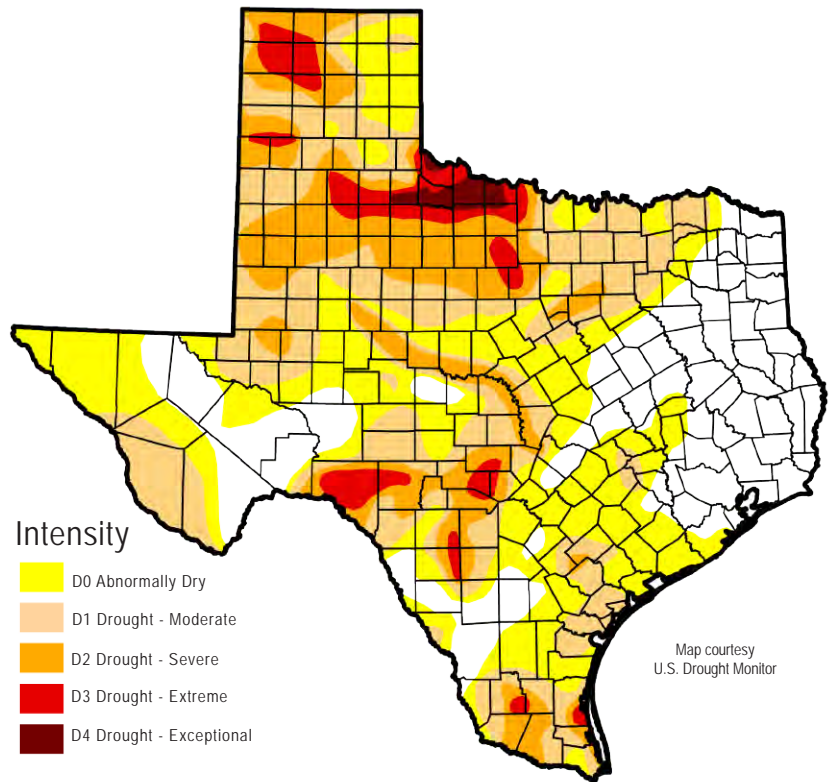 Intensity
D0 Abnormally Dry
D1 Drought - Moderate
D2 Drought - Severe
D3 Drought - Extreme
D4 Drought - Exceptional
Map courtesy
U.S. Drought Monitor